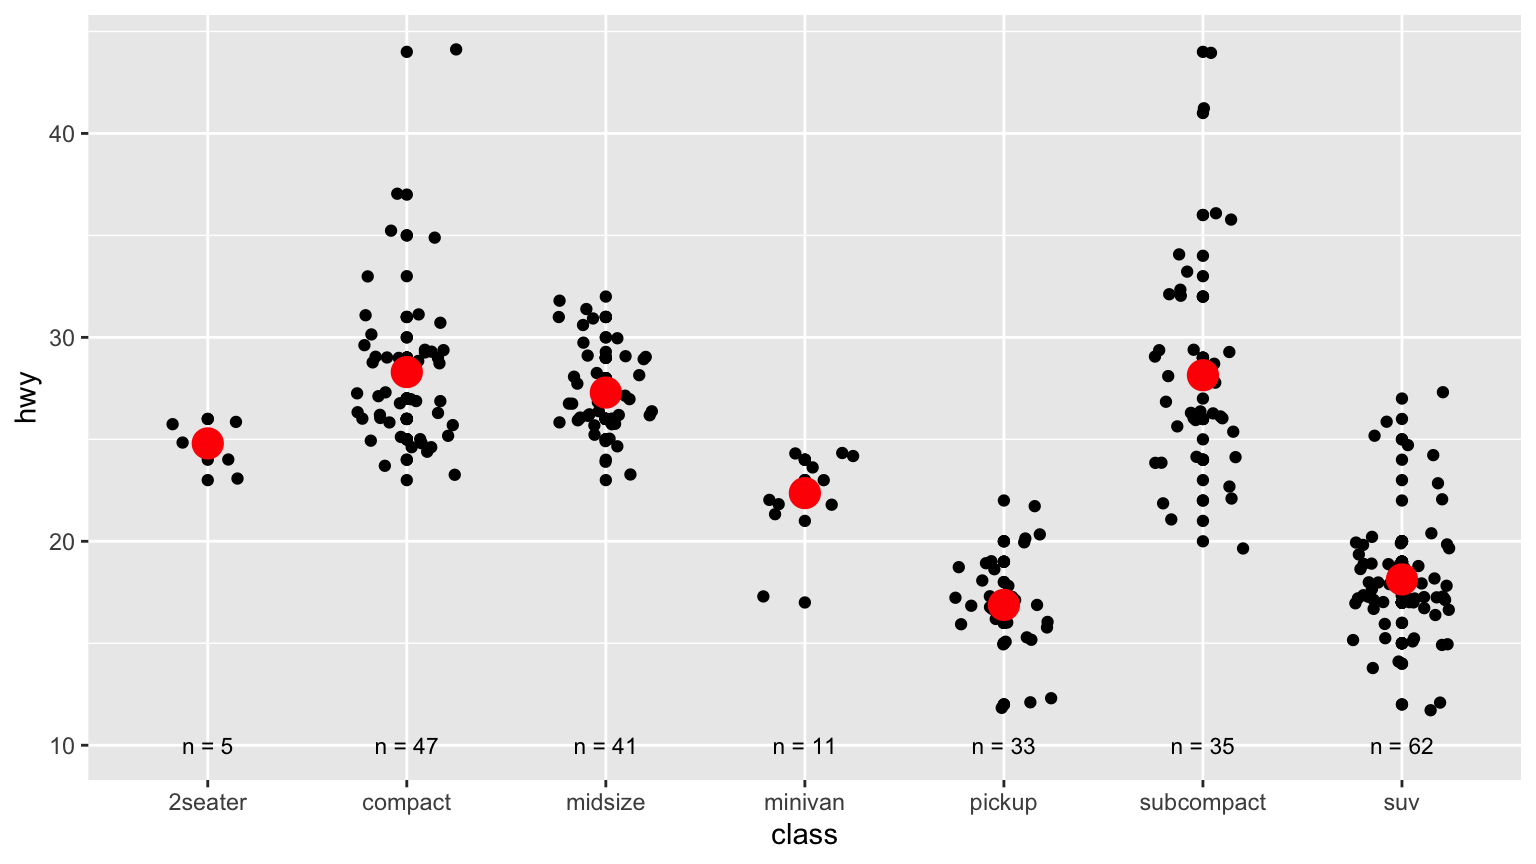 hwy
40
30
20
10
n = 5 n = 47 n = 41 n = 11 n = 33 n = 35 n = 62
2seater compact midsize minivan pickup subcompact suv
class